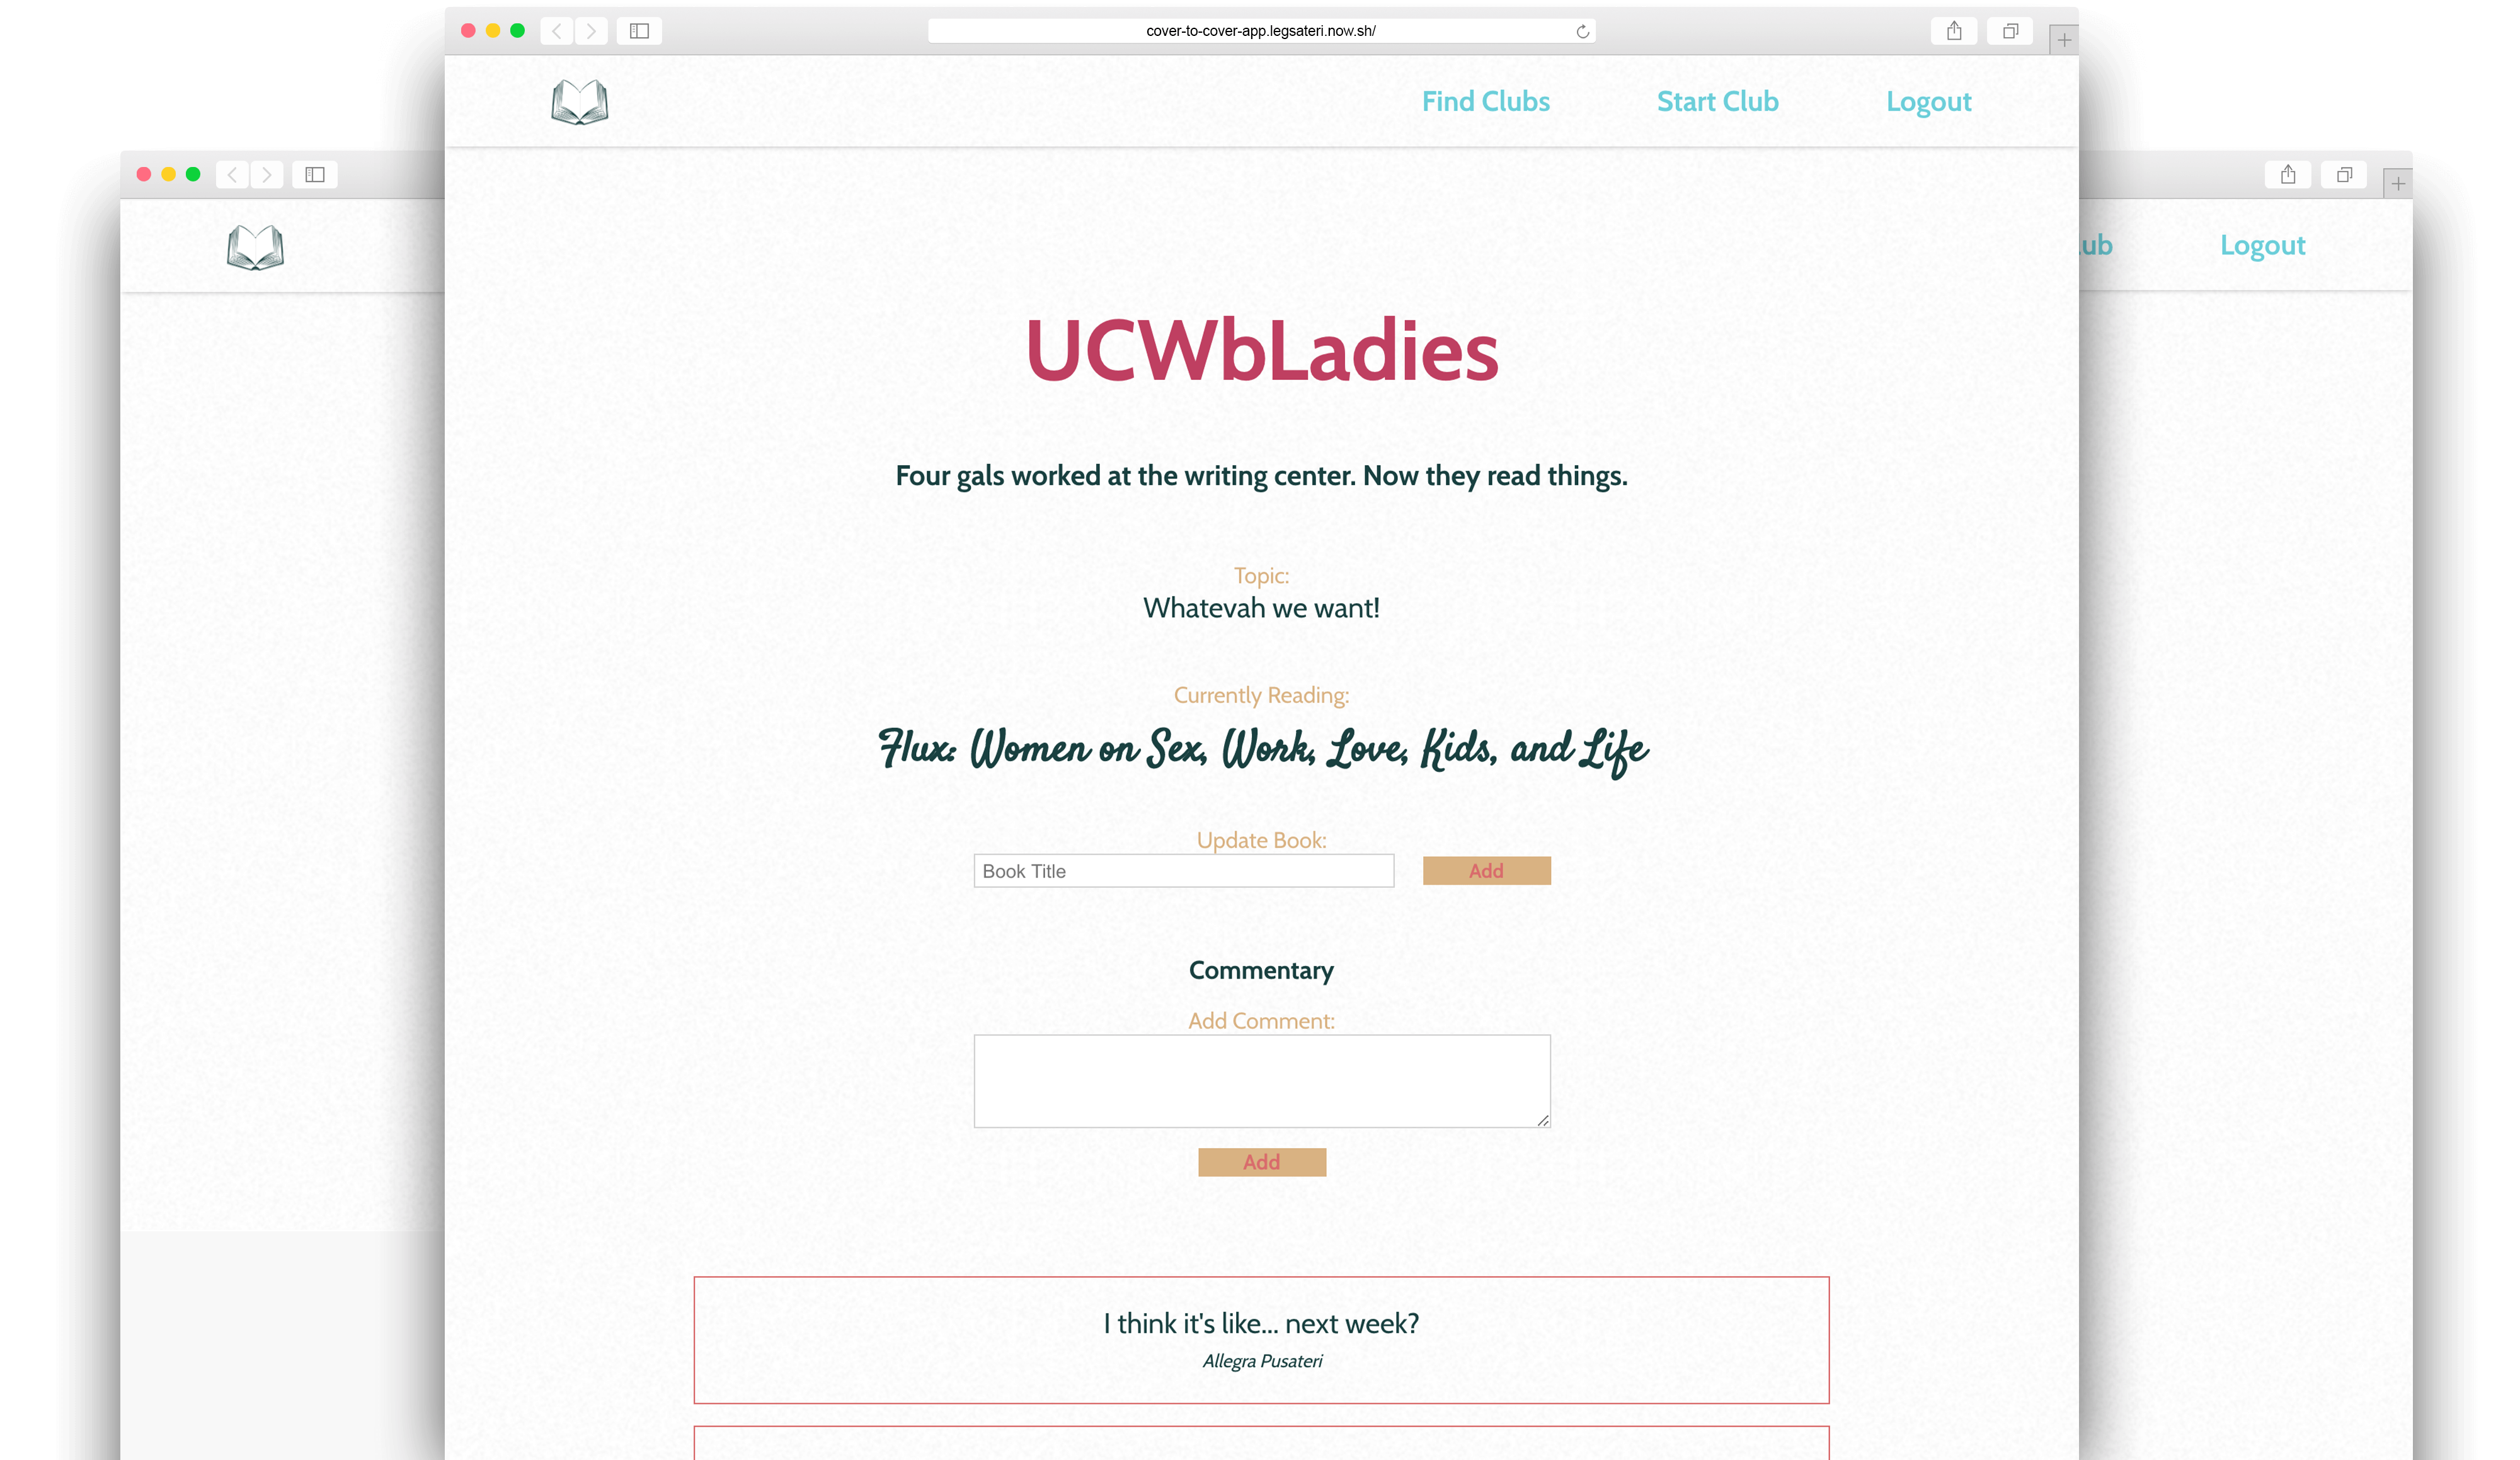 cover-to-cover-app.legsateri.now.sh/
Find Clubs Start Club Logout
ub Logout
UCWbLadies
Four gals worked at the writing center. Now they read things.
Topic:
Whatevah we want!
Currently Reading:
Flux: Women on Sex, Work, Love, Kids, and Life
Update Book:
Book Title Add
Commentary
Add Comment:
Add
I think it's like... next week?
Allegra Pusateri